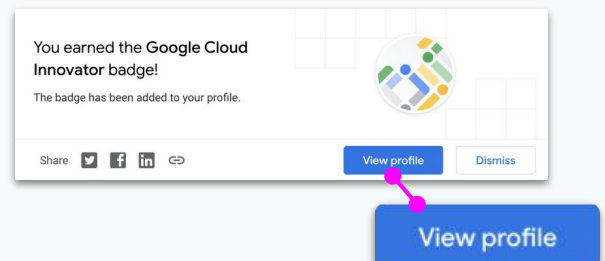 You earned the Google Cloud
Innovator badge!
The badge has been added to your profile.
Share
View profile
Dismiss
View profile